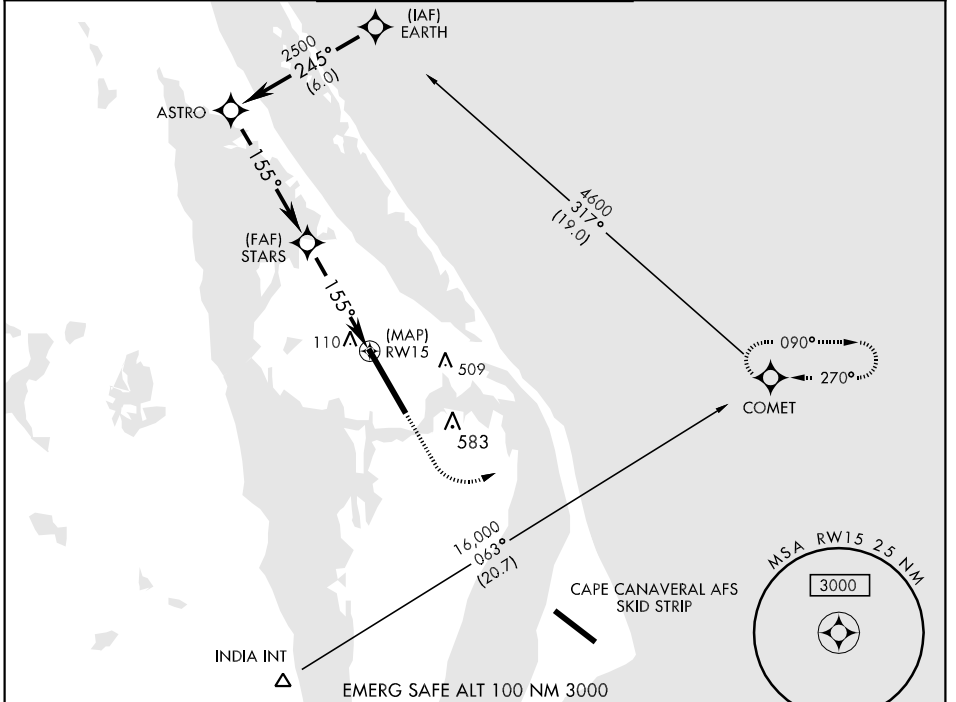 (IAF)
EARTH
2500
245°
(6.0)
ASTRO
155°
4600
317°
(19.0)
(FAF)
STARS
155°
110
(MAP)
RW15
509
090°
270°
COMET
583
16,000
063°
(20.7)
MSA RW15 25 NM
3000
CAPE CANAVERAL AFS
SKID STRIP
INDIA INT
EMERG SAFE ALT 100 NM 3000